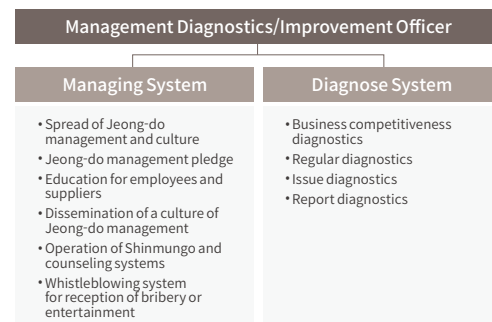 Management Diagnostics/Improvement Officer
Managing System
• Spread of Jeong-do
management and culture
• Jeong-do management pledge
• Education for employees and
suppliers
• Dissemination of a culture of
Jeong-do management
• Operation of Shinmungo and
counseling systems
• Whistleblowing system
for reception of bribery or
entertainment
Diagnose System
• Business competitiveness
diagnostics
• Regular diagnostics
• Issue diagnostics
• Report diagnostics